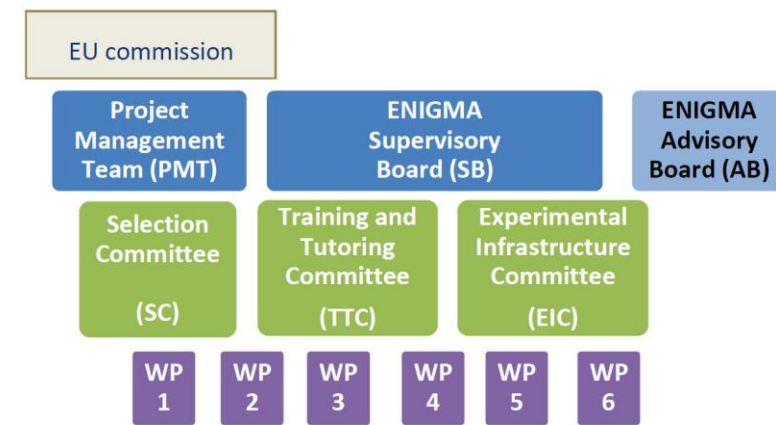 EU commission
Project
Management
Team (PMT)
ENIGMA
Supervisory
Board (SB)
ENIGMA
Advisory
Board (AB)
Selection
Committee
(SC)
Training and
Tutoring
Committee
(TTC)
Experimental
Infrastructure
Committee
(EIC)
WP
1
WP
2
WP
3
WP
4
WP
5
WP
6